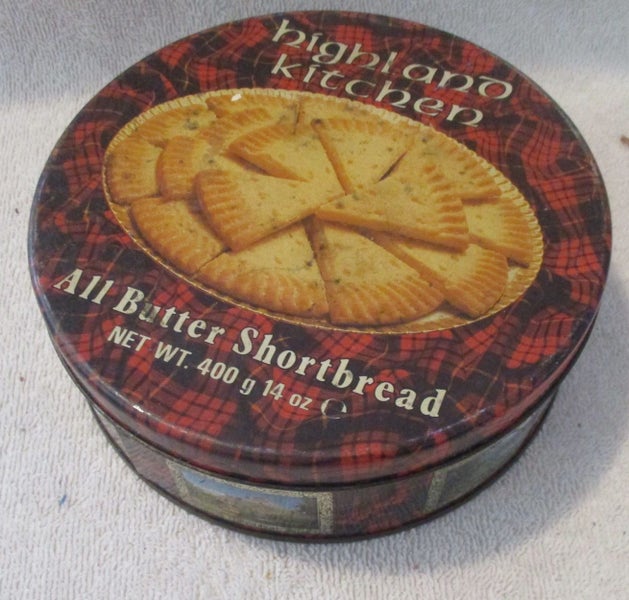 highland
kitchen
All Butter Shortbread
NET WT. 400 g 14 oz ℮